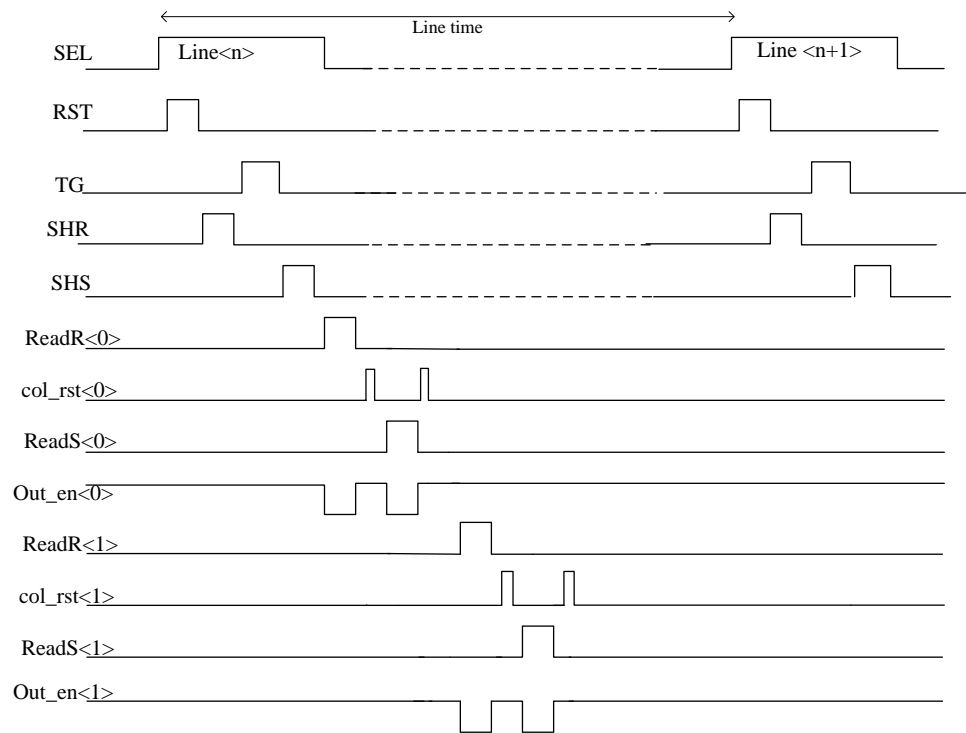 Line time
SEL
Line<n>
Line <n+1>
RST
TG
SHR
SHS
ReadR<0>
col_rst<0>
ReadS<0>
Out_en<0>
ReadR<1>
col_rst<1>
ReadS<1>
Out_en<1>